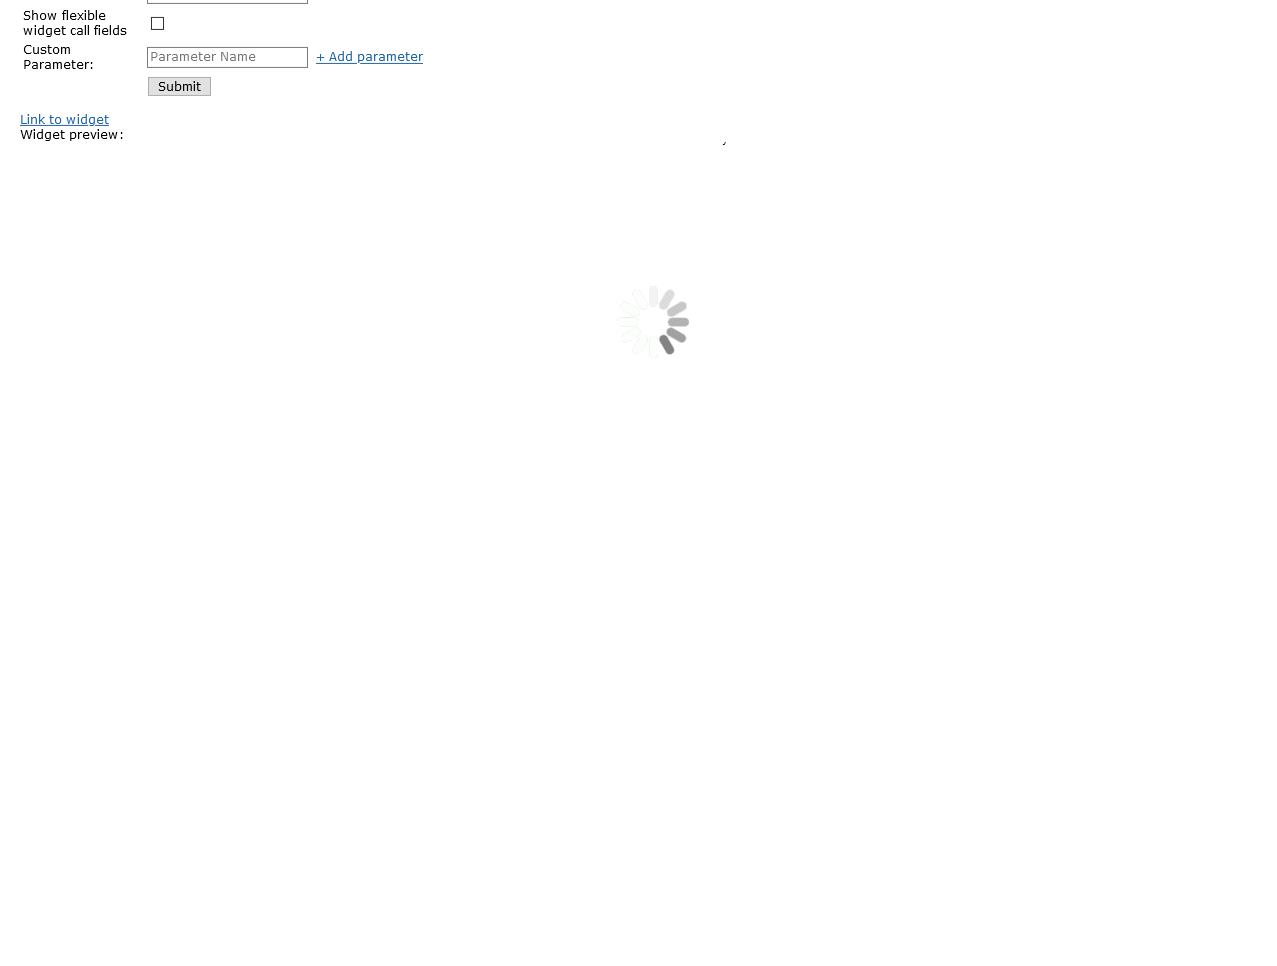 Show flexible
widget call fields
Custom
Parameter:
Parameter Name
+ Add parameter
Submit
Link to widget
Widget preview: